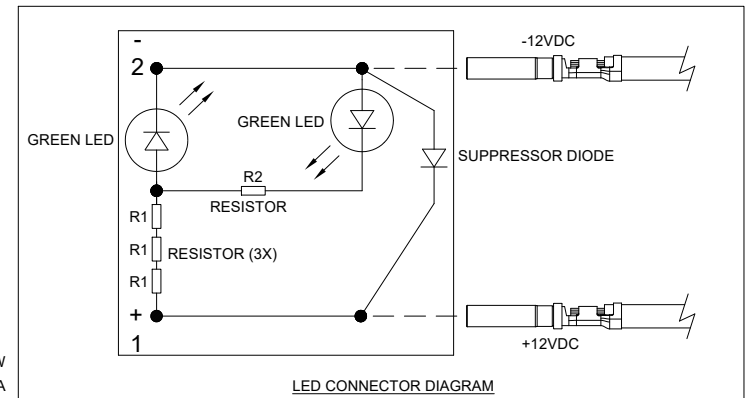 -
2
-12VDC
GREEN LED
GREEN LED
SUPPRESSOR DIODE
R2
RESISTOR
R1
R1
RESISTOR (3X)
R1
+
1
+12VDC
W
A
LED CONNECTOR DIAGRAM